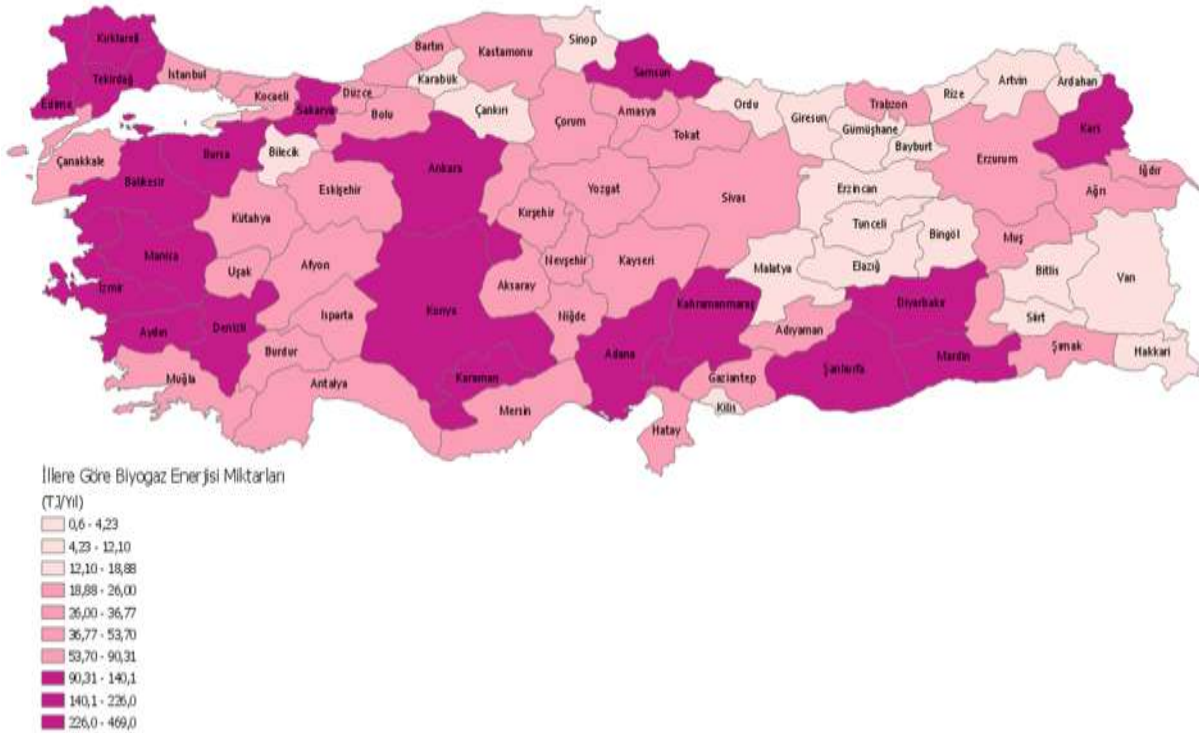 Kırklareli
Edirne
Tekirdağ
İstanbul
Kocaeli
Sakarya
Düzce
Bolu
Bartın
Karabük
Kastamonu
Sinop
Çankırı
Samsun
Amasya
Çorum
Tokat
Ordu
Giresun
Gümüşhane
Trabzon
Bayburt
Rize
Artvin
Ardahan
Kars
Iğdır
Ağrı
Erzurum
Erzincan
Tunceli
Bingöl
Muş
Elazığ
Malatya
Bitlis
Van
Siirt
Hakkari
Şırnak
Diyarbakır
Mardin
Şanlıurfa
Adıyaman
Kahramanmaraş
Gaziantep
Kilis
Hatay
Adana
Mersin
Niğde
Kayseri
Nevşehir
Aksaray
Kırşehir
Yozgat
Sivas
Ankara
Konya
Karaman
Eskişehir
Bilecik
Bursa
Çanakkale
Balıkesir
Kütahya
Manisa
Uşak
Afyon
İzmir
Aydın
Denizli
Isparta
Burdur
Muğla
Antalya
İllere Göre Biyogaz Enerjisi Miktarları
(TJ/Yıl)
0,6 - 4,23
4,23 - 12,10
12,10 - 18,88
18,88 - 26,00
26,00 - 36,77
36,77 - 53,70
53,70 - 90,31
90,31 - 140,1
140,1 - 226,0
226,0 - 469,0